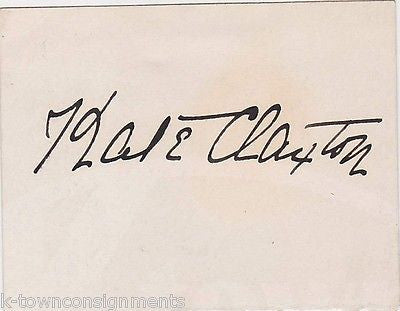 Kate Claxton
k-townconsignments